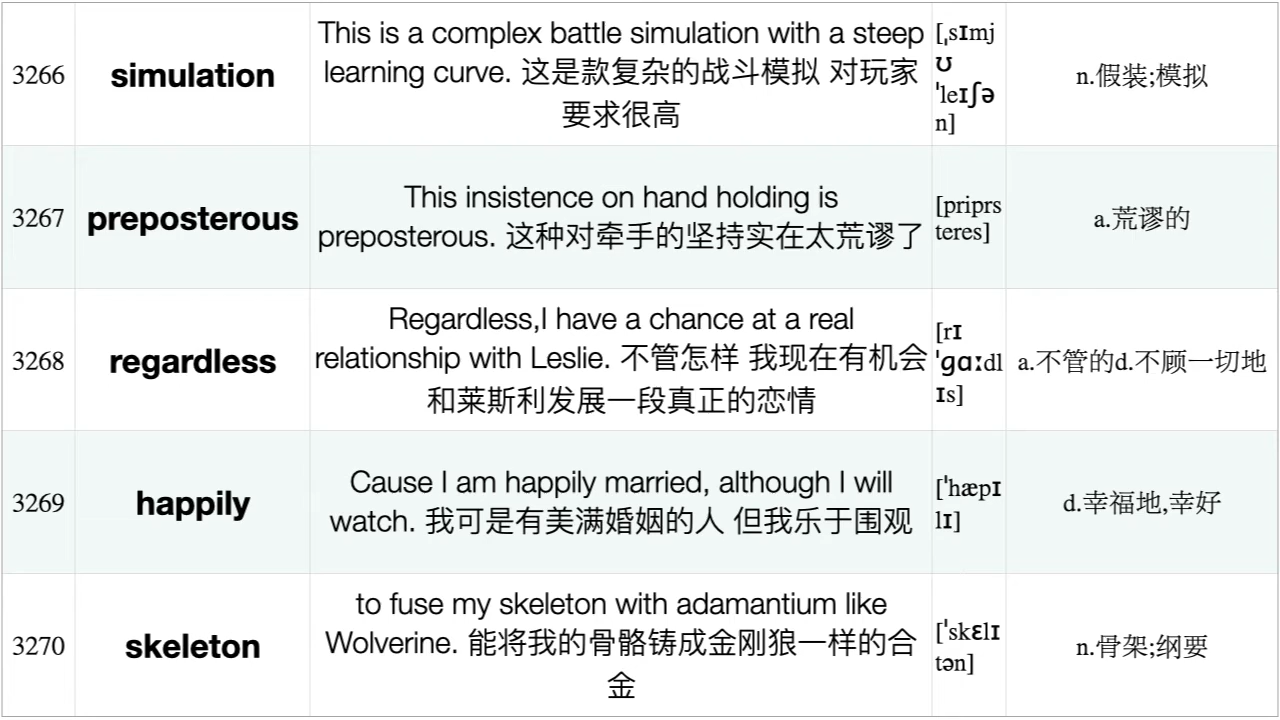 3266
simulation
This is a complex battle simulation with a steep
learning curve. 这是款复杂的战斗模拟 对玩家
要求很高
[ˌsɪmj
ʊ
ˈleɪʃə
n]
n.假装;模拟
3267
preposterous
This insistence on hand holding is
preposterous. 这种对牵手的坚持实在太荒谬了
[priprs
teres]
a.荒谬的
3268
regardless
Regardless,I have a chance at a real
relationship with Leslie. 不管怎样 我现在有机会
和莱斯利发展一段真正的恋情
[rɪ
ˈɡɑːdl
ɪs]
a.不管的d.不顾一切地
3269
happily
Cause I am happily married, although I will
watch. 我可是有美满婚姻的人 但我乐于围观
[ˈhæpɪ
lɪ]
d.幸福地,幸好
3270
skeleton
to fuse my skeleton with adamantium like
Wolverine. 能将我的骨骼铸成金刚狼一样的合
金
[ˈskɛlɪ
tən]
n.骨架;纲要